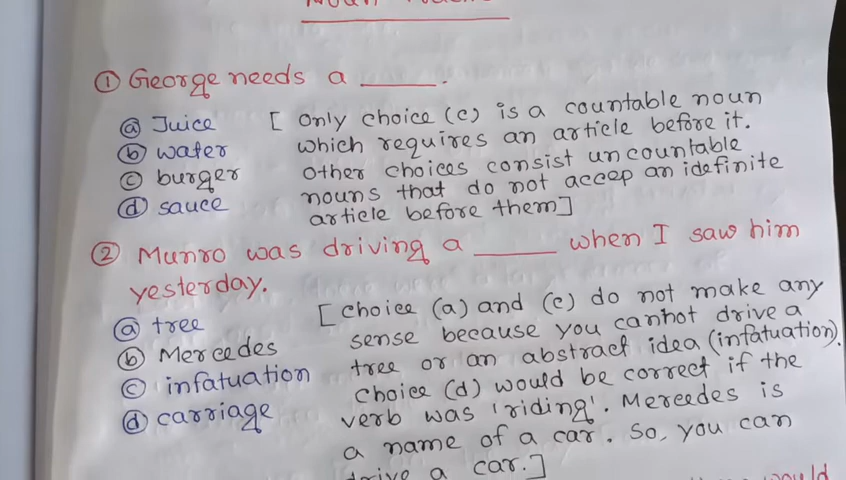 ① George needs a _____.
ⓐ Juice [ Only choice (c) is a countable noun
ⓑ water which requires an article before it.
ⓒ burger Other choices consist uncountable
ⓓ sauce nouns that do not accep an idefinite
article before them]
② Munro was driving a _____ when I saw him
yesterday.
ⓐ tree [choice (a) and (c) do not make any
ⓑ Mercedes sense because you cannot drive a
ⓒ infatuation tree or an abstract idea (infatuation).
ⓓ carriage choice (d) would be correct if the
verb was 'riding'. Mercedes is
a name of a car. So, you can
drive a car.]
would